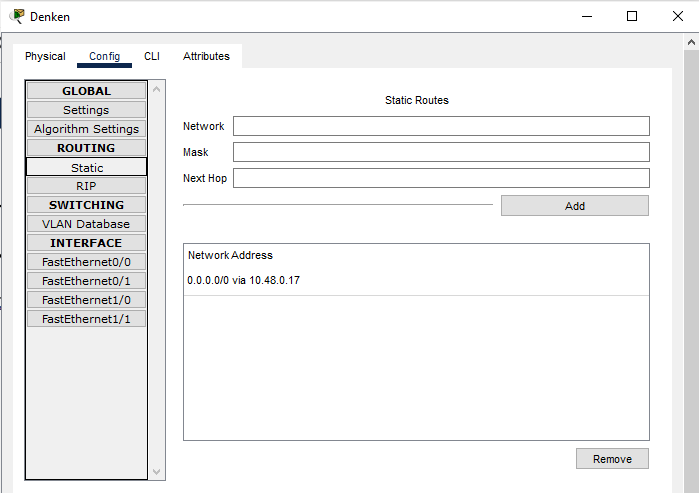 Denken
Physical Config CLI Attributes
GLOBAL
Settings
Algorithm Settings
ROUTING
Static
RIP
SWITCHING
VLAN Database
INTERFACE
FastEthernet0/0
FastEthernet0/1
FastEthernet1/0
FastEthernet1/1
Static Routes
Network
Mask
Next Hop
Add
Network Address
0.0.0.0/0 via 10.48.0.17
Remove